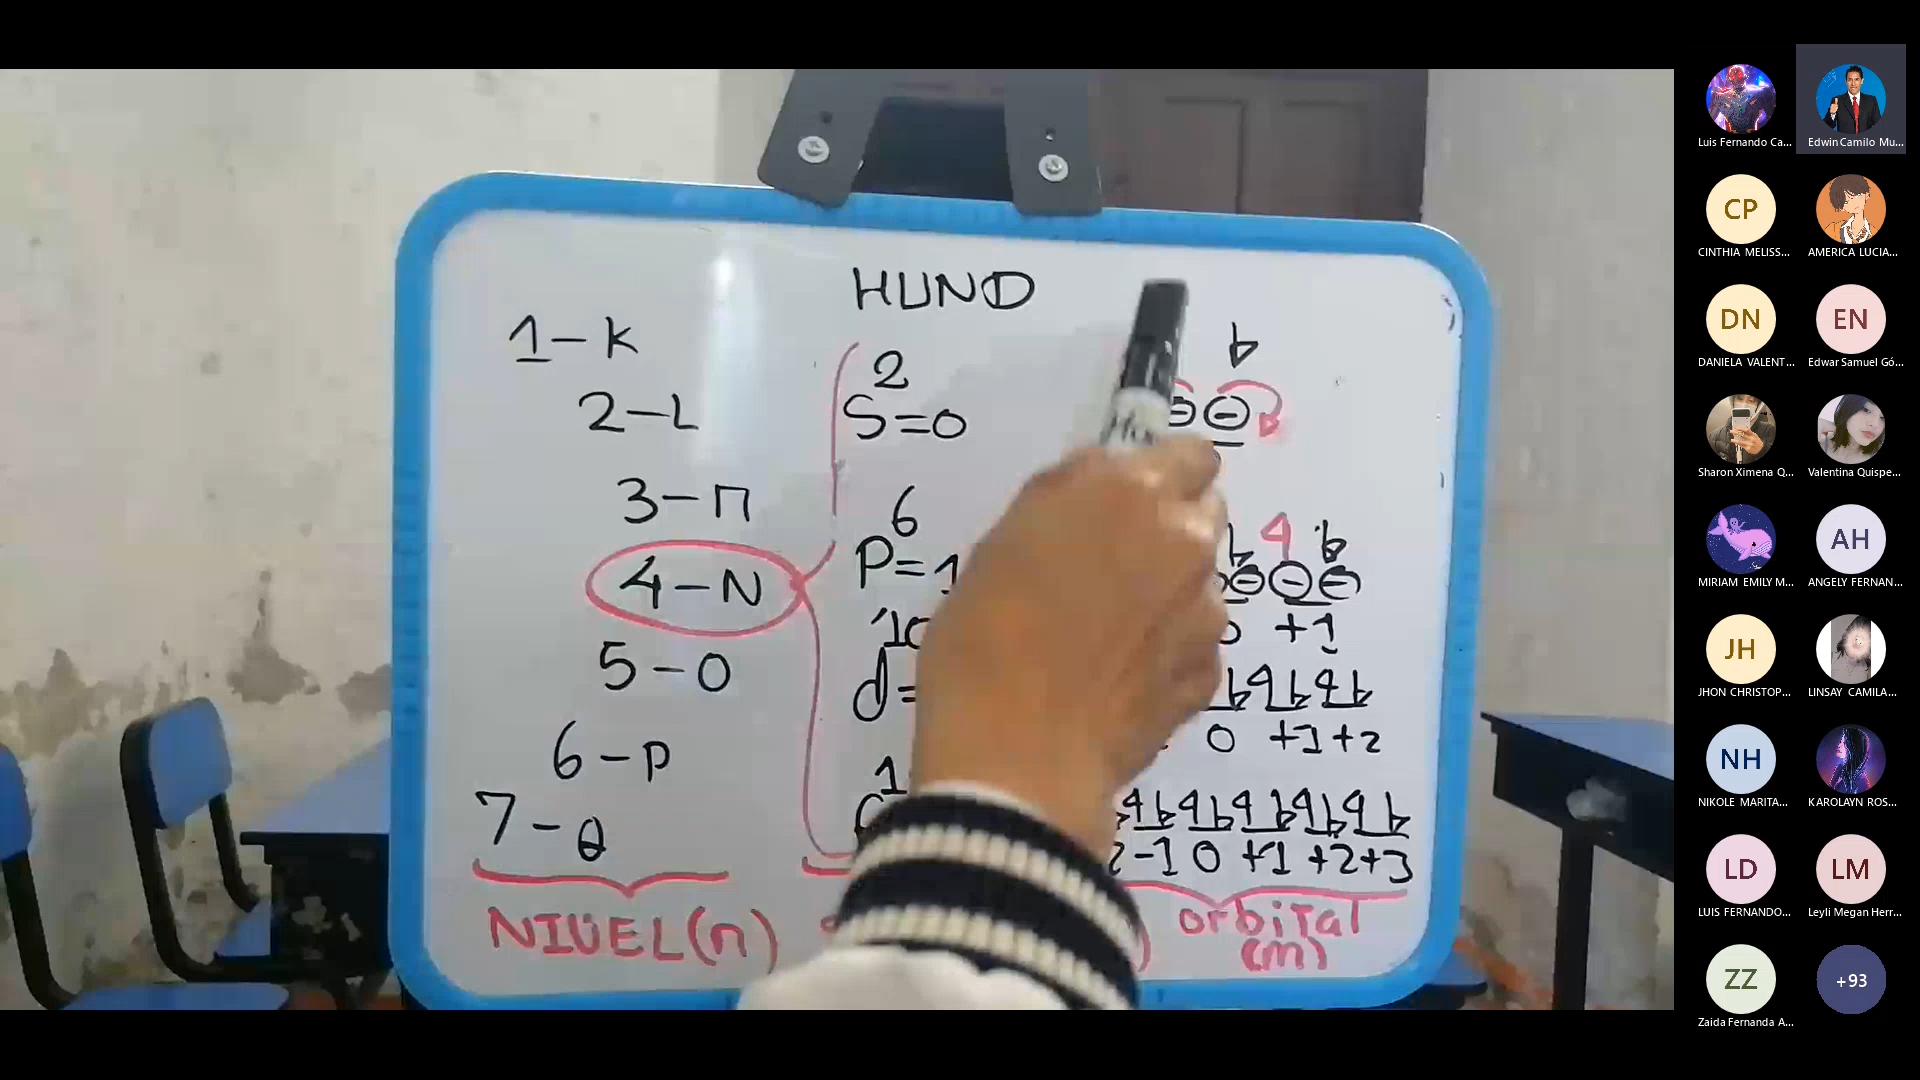 HUND
1-K
2-L
3-M
4-N
5-O
6-P
7-Q
NIVEL(n)
2
S=0
6
P=1
10
d=
1
0 +1
0 +1 +2
-1 0 +1 +2 +3
orbital
(m)
Luis Fernando Ca...
Edwin Camilo Mu...
CP
CINTHIA MELISS...
AMERICA LUCIA...
DN
DANIELA VALENT...
EN
Edwar Samuel Gó...
Sharon Ximena Q...
Valentina Quispe...
MIRIAM EMILY M...
AH
ANGELY FERNAN...
JH
JHON CHRISTOP...
LINSAY CAMILA...
NH
NIKOLE MARITA...
KAROLAYN ROS...
LD
LUIS FERNANDO...
LM
Leyli Megan Herr...
ZZ
Zaida Fernanda A...
+93